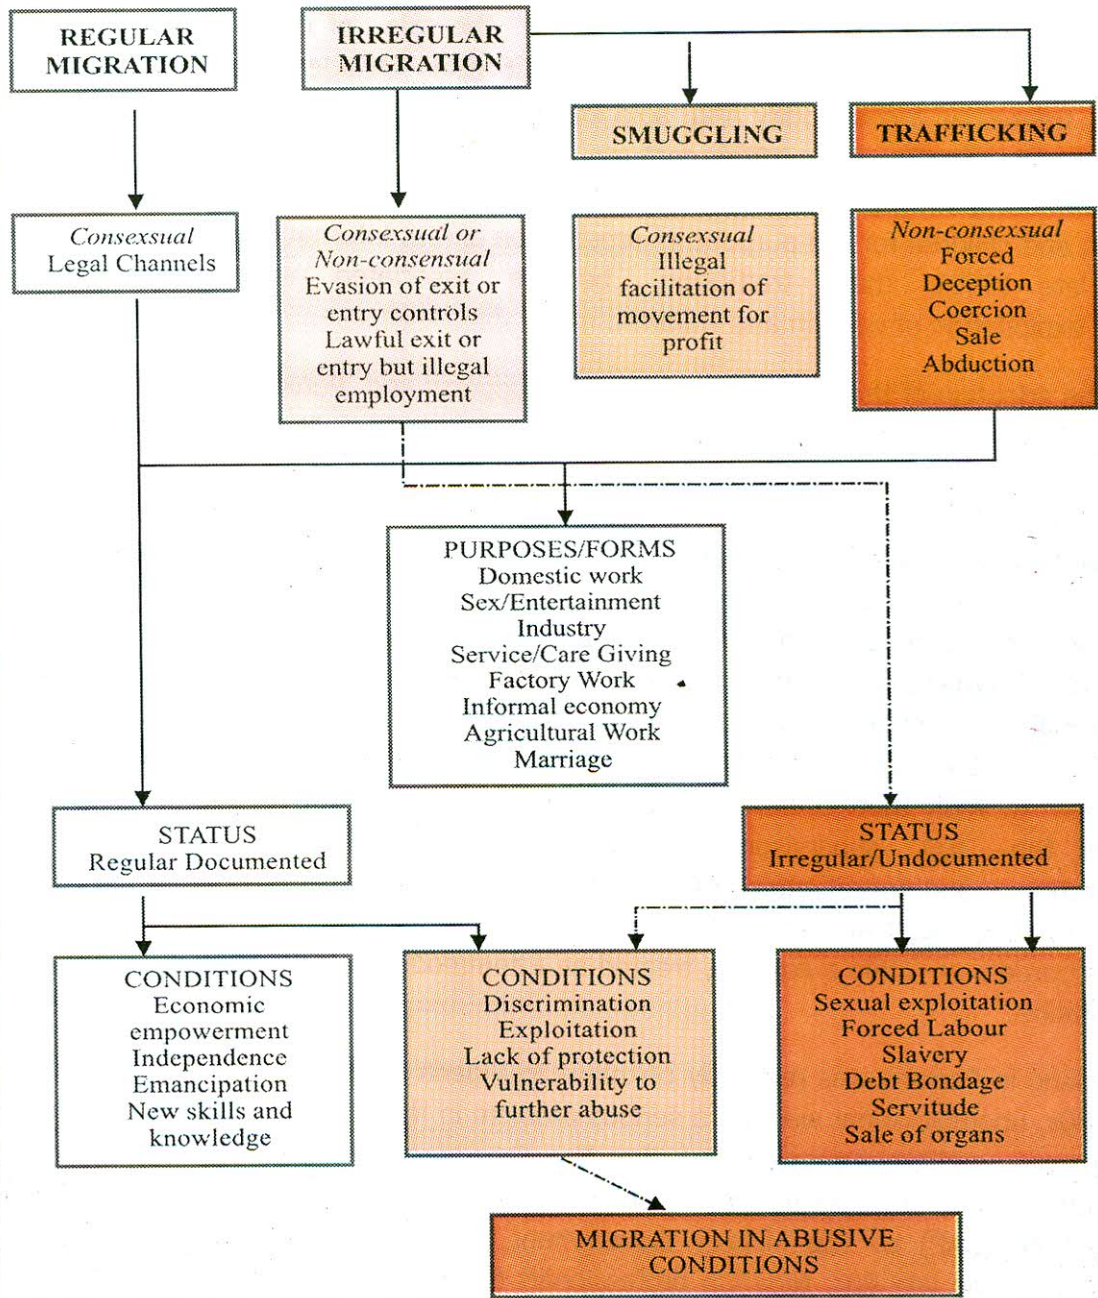 REGULAR
MIGRATION
IRREGULAR
MIGRATION
SMUGGLING
TRAFFICKING
Consexsual
Legal Channels
Consexsual or
Non-consensual
Evasion of exit or
entry controls
Lawful exit or
entry but illegal
employment
Consexsual
Illegal
facilitation of
movement for
profit
Non-consexsual
Forced
Deception
Coercion
Sale
Abduction
PURPOSES/FORMS
Domestic work
Sex/Entertainment
Industry
Service/Care Giving
Factory Work
Informal economy
Agricultural Work
Marriage
STATUS
Regular Documented
STATUS
Irregular/Undocumented
CONDITIONS
Economic
empowerment
Independence
Emancipation
New skills and
knowledge
CONDITIONS
Discrimination
Exploitation
Lack of protection
Vulnerability to
further abuse
CONDITIONS
Sexual exploitation
Forced Labour
Slavery
Debt Bondage
Servitude
Sale of organs
MIGRATION IN ABUSIVE
CONDITIONS